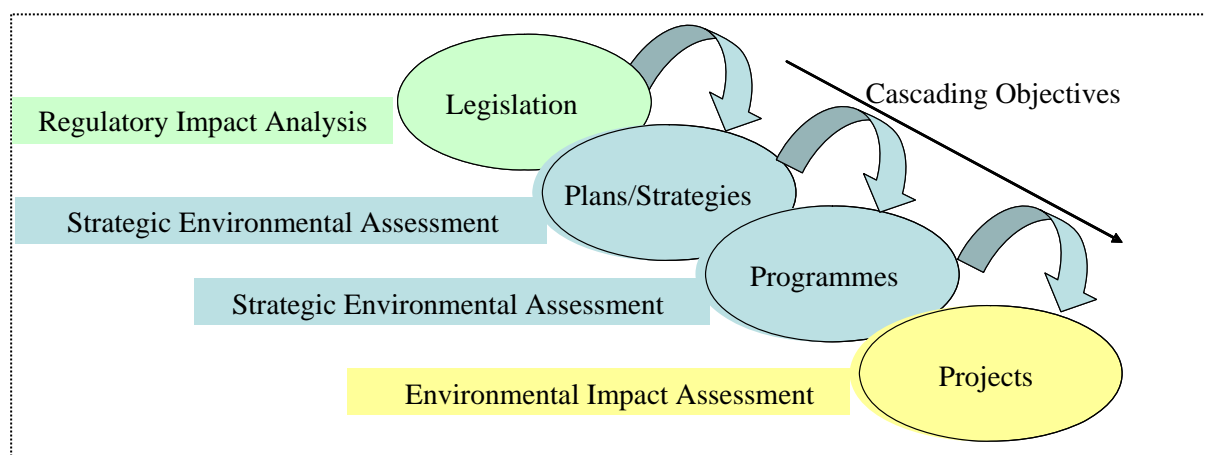 Legislation
Cascading Objectives
Regulatory Impact Analysis
Plans/Strategies
Strategic Environmental Assessment
Programmes
Strategic Environmental Assessment
Projects
Environmental Impact Assessment